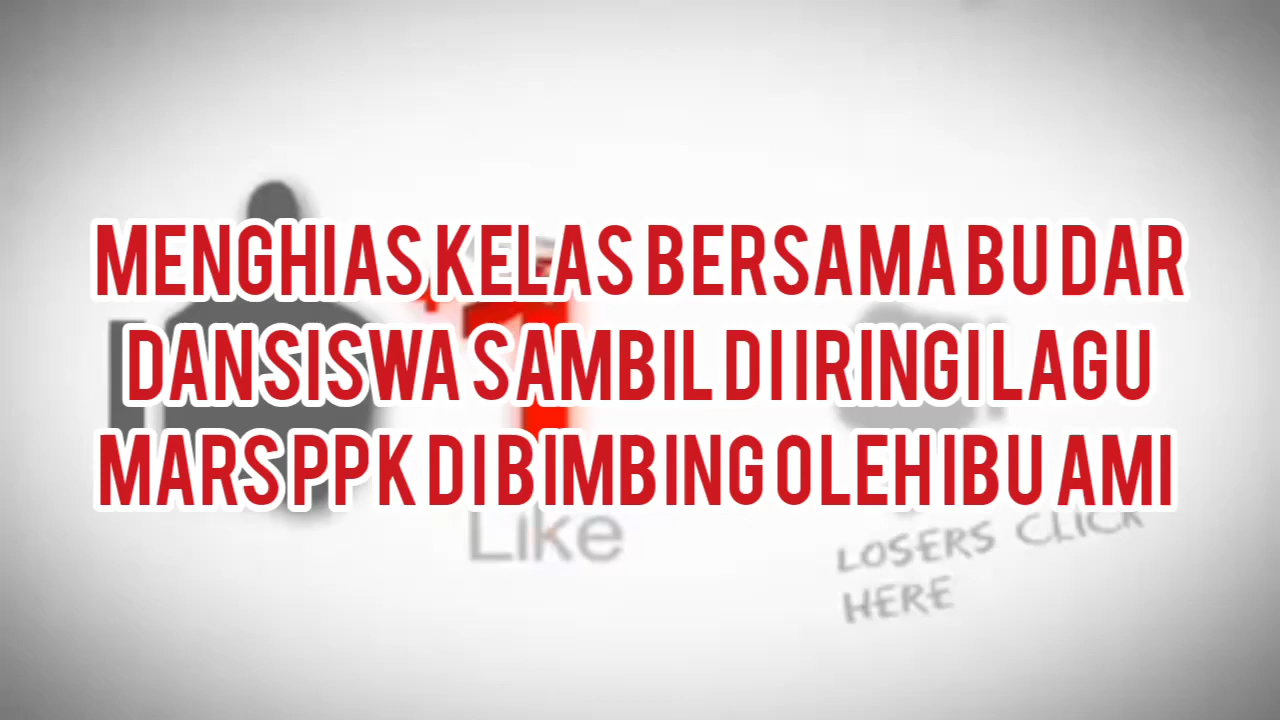 MENGHIAS KELAS BERSAMA BU DAR
DAN SISWA SAMBIL DI IRINGI LAGU
MARS PPK DI BIMBING OLEH IBU AMI
Like
LOSERS CLICK
HERE